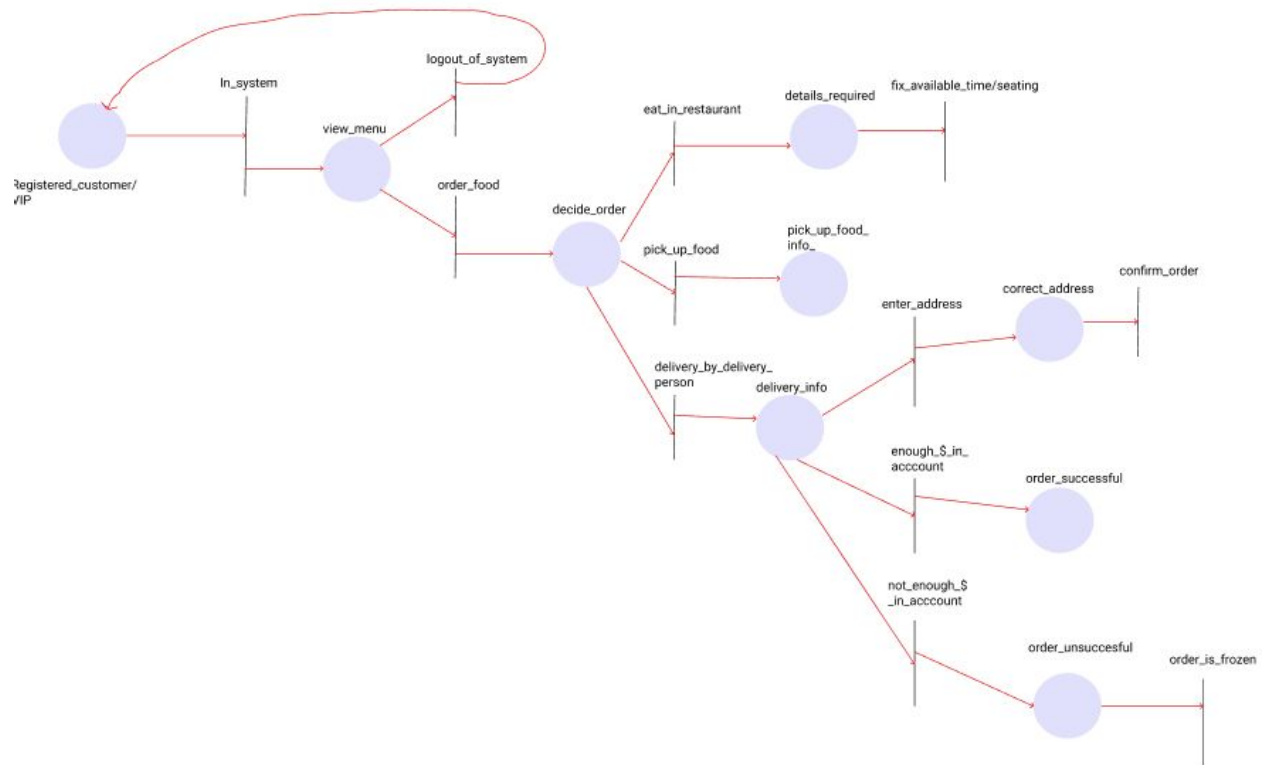 logout_of_system
In_system
fix_available_time/seating
details_required
eat_in_restaurant
view_menu
Registered_customer/
VIP
order_food
decide_order
pick_up_food_
info_
pick_up_food
confirm_order
correct_address
enter_address
delivery_by_delivery_
person
delivery_info
enough_$_in_
acccount
order_successful
not_enough_$
_in_acccount
order_unsuccesful
order_is_frozen